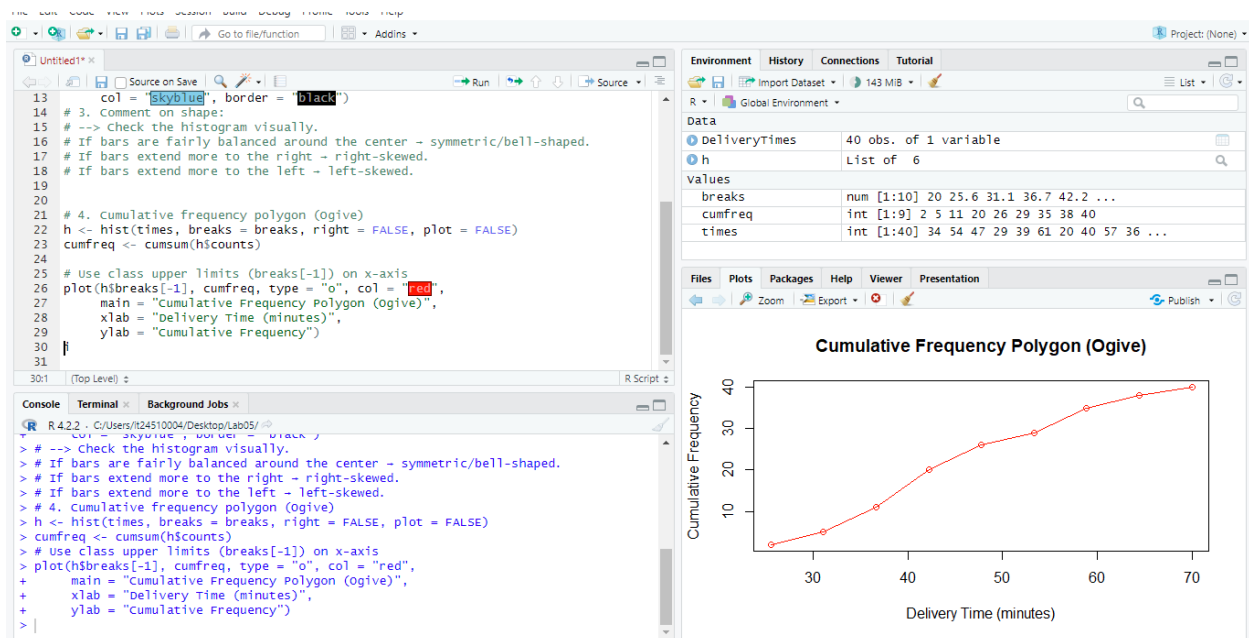 File Edit Code View Plots Session Build Debug Profile Tools Help
Go to file/function Addins Project: (None)
Untitled1*
Source on Save Run Source
13 col = "skyblue", border = "black")
14 # 3. Comment on shape:
15 # --> Check the histogram visually.
16 # If bars are fairly balanced around the center → symmetric/bell-shaped.
17 # If bars extend more to the right → right-skewed.
18 # If bars extend more to the left → left-skewed.
19
20
21 # 4. Cumulative frequency polygon (Ogive)
22 h <- hist(times, breaks = breaks, right = FALSE, plot = FALSE)
23 cumfreq <- cumsum(h$counts)
24
25 # Use class upper limits (breaks[-1]) on x-axis
26 plot(h$breaks[-1], cumfreq, type = "o", col = "red",
27 main = "Cumulative Frequency Polygon (Ogive)",
28 xlab = "Delivery Time (minutes)",
29 ylab = "Cumulative Frequency")
30
31
30:1 (Top Level) R Script
Console Terminal Background Jobs
R 4.2.2 · C:/Users/it24510004/Desktop/Lab05/
+ col = "skyblue", border = "black")
> # --> Check the histogram visually.
> # If bars are fairly balanced around the center → symmetric/bell-shaped.
> # If bars extend more to the right → right-skewed.
> # If bars extend more to the left → left-skewed.
> # 4. Cumulative frequency polygon (Ogive)
> h <- hist(times, breaks = breaks, right = FALSE, plot = FALSE)
> cumfreq <- cumsum(h$counts)
> # Use class upper limits (breaks[-1]) on x-axis
> plot(h$breaks[-1], cumfreq, type = "o", col = "red",
+ main = "Cumulative Frequency Polygon (Ogive)",
+ xlab = "Delivery Time (minutes)",
+ ylab = "Cumulative Frequency")
>
Environment History Connections Tutorial
Import Dataset 143 MiB List
R Global Environment
Data
DeliveryTimes 40 obs. of 1 variable
h List of 6
Values
breaks num [1:10] 20 25.6 31.1 36.7 42.2 ...
cumfreq int [1:9] 2 5 11 20 26 29 35 38 40
times int [1:40] 34 54 47 29 39 61 20 40 57 36 ...
Files Plots Packages Help Viewer Presentation
Zoom Export Publish
Cumulative Frequency Polygon (Ogive)
Cumulative Frequency
40
30
20
10
30 40 50 60 70
Delivery Time (minutes)